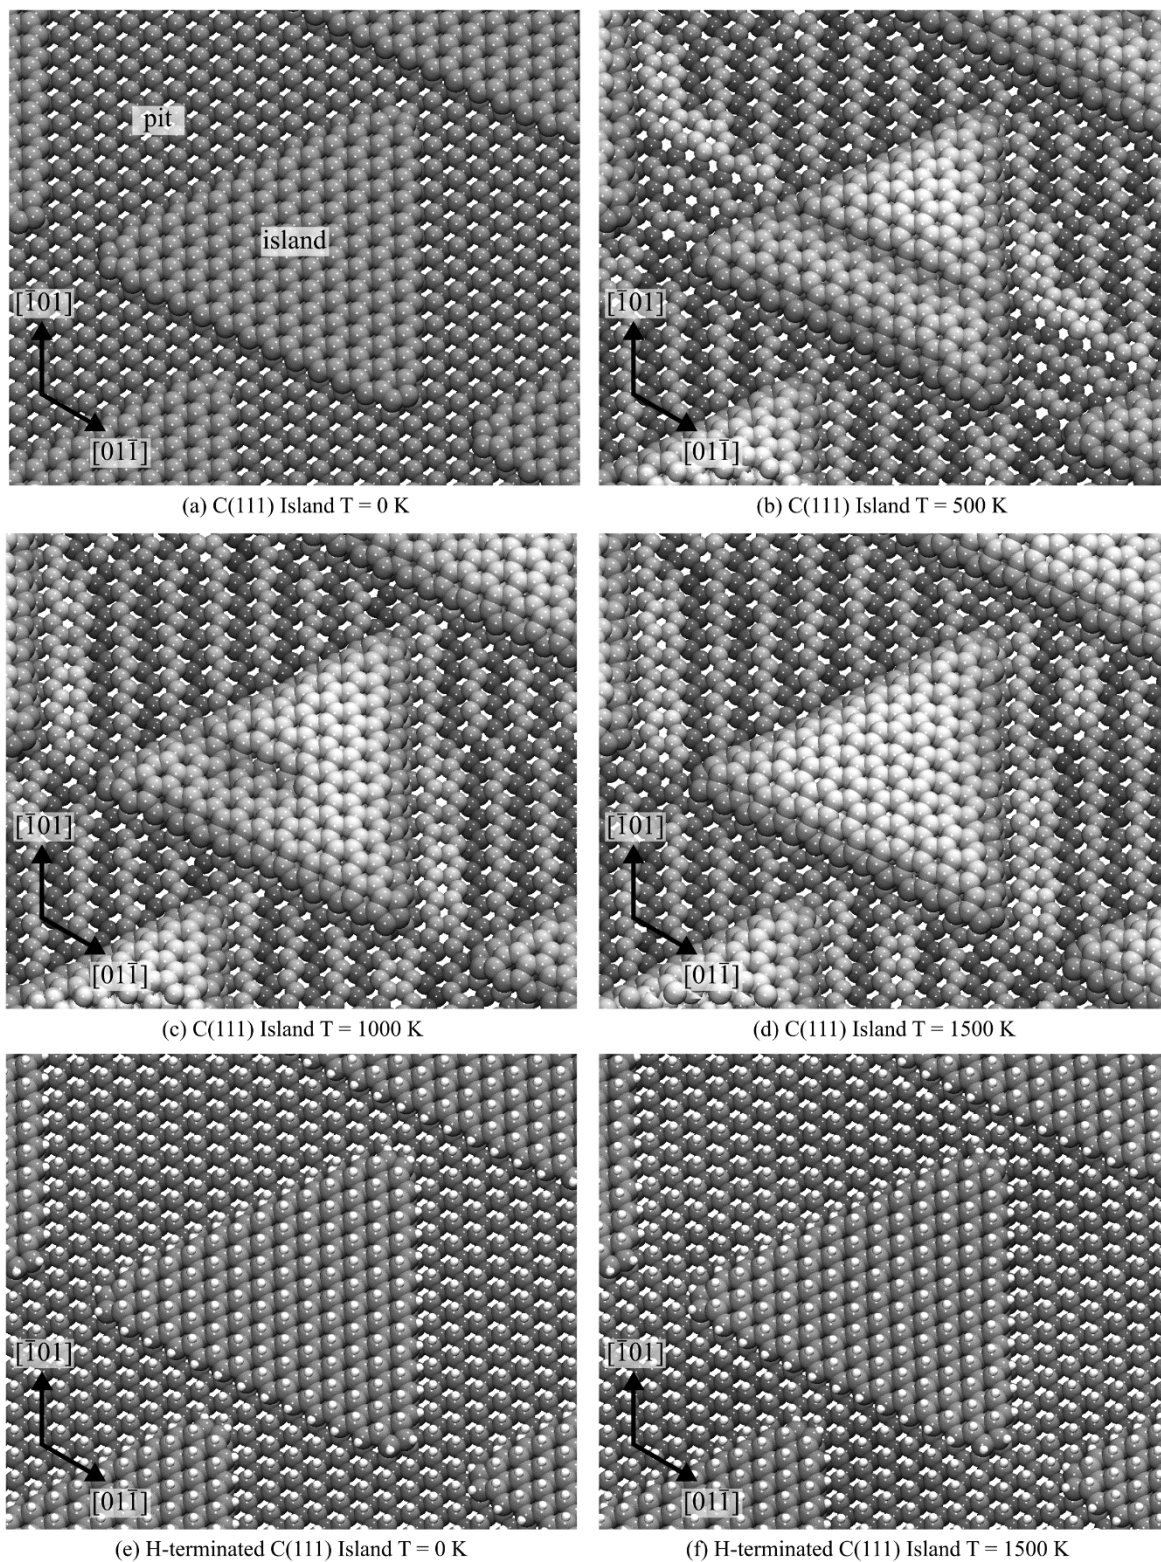 pit
island
[1̄01]
[011̄]
(a) C(111) Island T = 0 K
[1̄01]
[011̄]
(b) C(111) Island T = 500 K
[1̄01]
[011̄]
(c) C(111) Island T = 1000 K
[1̄01]
[011̄]
(d) C(111) Island T = 1500 K
[1̄01]
[011̄]
(e) H-terminated C(111) Island T = 0 K
[1̄01]
[011̄]
(f) H-terminated C(111) Island T = 1500 K